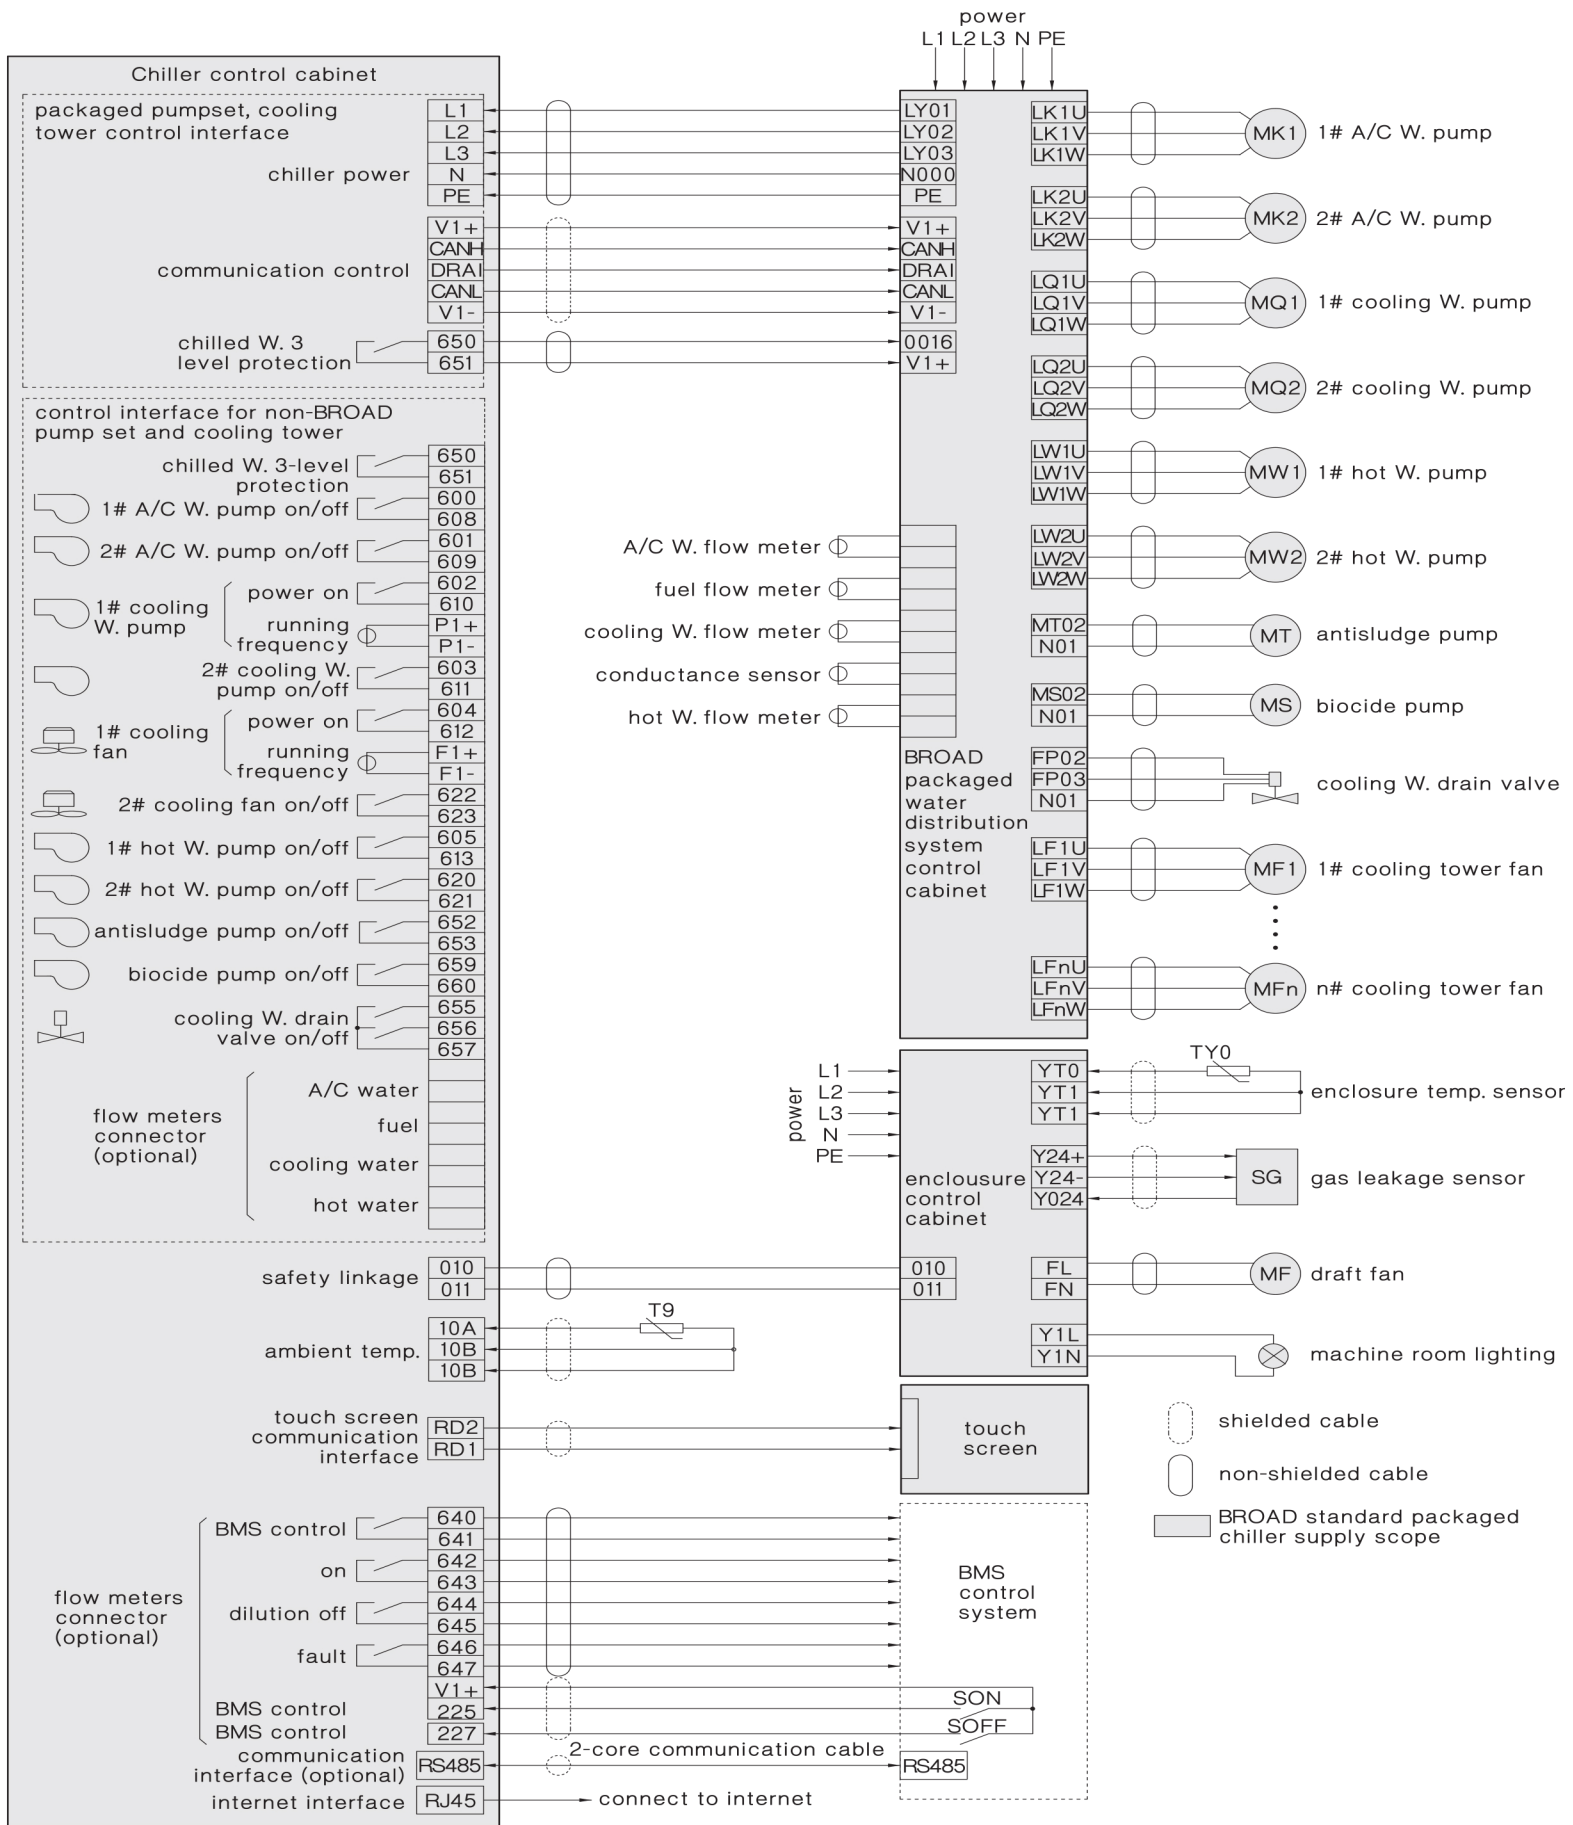 power
L1 L2 L3 N PE
Chiller control cabinet
packaged pumpset, cooling
tower control interface
chiller power
L1
L2
L3
N
PE
communication control
V1+
CANH
DRAI
CANL
V1-
chilled W. 3
level protection
650
651
control interface for non-BROAD
pump set and cooling tower
chilled W. 3-level
protection
650
651
1# A/C W. pump on/off
600
608
2# A/C W. pump on/off
601
609
1# cooling
W. pump
power on
602
610
running
frequency
P1+
P1-
2# cooling W.
pump on/off
603
611
1# cooling
fan
power on
604
612
running
frequency
F1+
F1-
2# cooling fan on/off
622
623
1# hot W. pump on/off
605
613
2# hot W. pump on/off
620
621
antisludge pump on/off
652
653
biocide pump on/off
659
660
cooling W. drain
valve on/off
655
656
657
flow meters
connector
(optional)
A/C water
fuel
cooling water
hot water
safety linkage
010
011
ambient temp.
10A
10B
10B
T9
touch screen
communication
interface
RD2
RD1
flow meters
connector
(optional)
BMS control
640
641
on
642
643
dilution off
644
645
fault
646
647
V1+
BMS control
225
BMS control
227
communication
interface (optional)
RS485
2-core communication cable
internet interface
RJ45
connect to internet
LY01
LY02
LY03
N000
PE
V1+
CANH
DRAI
CANL
V1-
0016
V1+
A/C W. flow meter
fuel flow meter
cooling W. flow meter
conductance sensor
hot W. flow meter
BROAD
packaged
water
distribution
system
control
cabinet
LK1U
LK1V
LK1W
MK1
1# A/C W. pump
LK2U
LK2V
LK2W
MK2
2# A/C W. pump
LQ1U
LQ1V
LQ1W
MQ1
1# cooling W. pump
LQ2U
LQ2V
LQ2W
MQ2
2# cooling W. pump
LW1U
LW1V
LW1W
MW1
1# hot W. pump
LW2U
LW2V
LW2W
MW2
2# hot W. pump
MT02
N01
MT
antisludge pump
MS02
N01
MS
biocide pump
FP02
FP03
N01
cooling W. drain valve
LF1U
LF1V
LF1W
MF1
1# cooling tower fan
LFnU
LFnV
LFnW
MFn
n# cooling tower fan
power
L1
L2
L3
N
PE
enclousure
control
cabinet
010
011
YT0
YT1
YT1
TY0
enclosure temp. sensor
Y24+
Y24-
Y024
SG
gas leakage sensor
FL
FN
MF
draft fan
Y1L
Y1N
machine room lighting
touch
screen
shielded cable
non-shielded cable
BROAD standard packaged
chiller supply scope
BMS
control
system
SON
SOFF
RS485